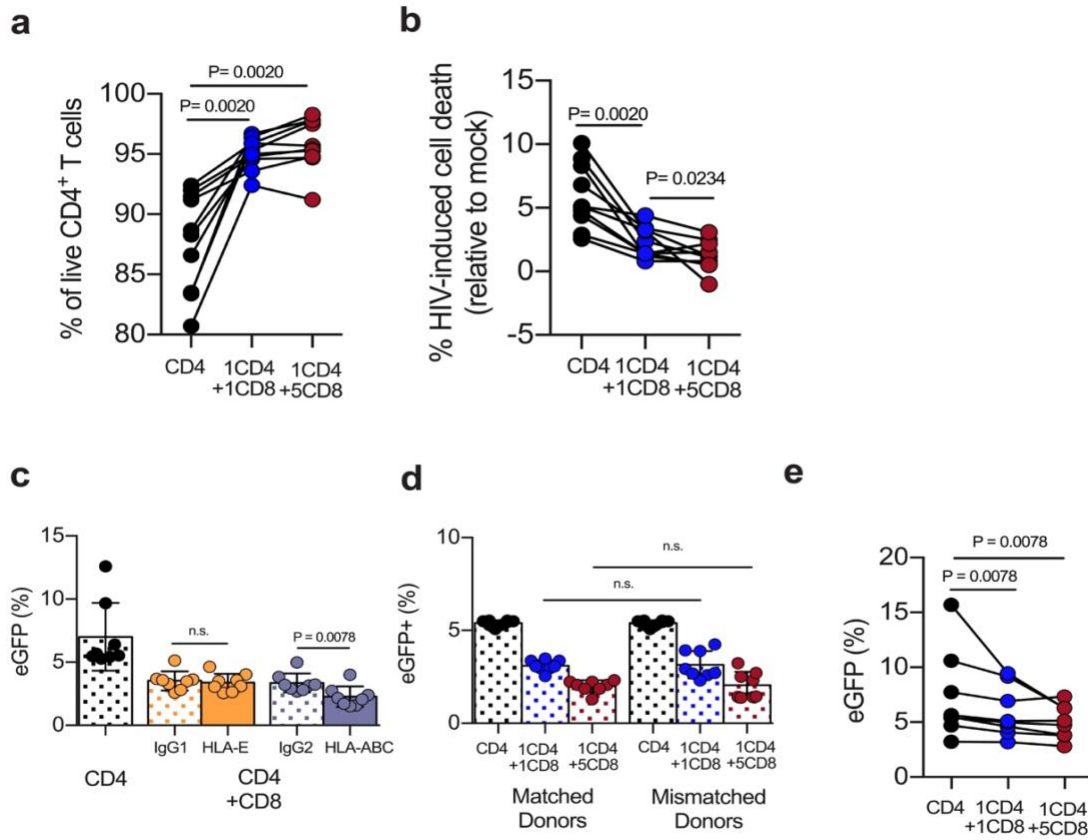 a
% of live CD4+ T cells
100
95
90
85
80
P= 0.0020
P= 0.0020
CD4
1CD4
+1CD8
1CD4
+5CD8
b
% HIV-induced cell death
(relative to mock)
15
10
5
0
-5
P= 0.0020
P= 0.0234
CD4
1CD4
+1CD8
1CD4
+5CD8
c
eGFP (%)
15
10
5
0
n.s.
P = 0.0078
IgG1
HLA-E
IgG2
HLA-ABC
CD4
CD4
+CD8
d
eGFP+ (%)
10
5
0
n.s.
n.s.
CD4
1CD4
+1CD8
1CD4
+5CD8
CD4
1CD4
+1CD8
1CD4
+5CD8
Matched
Donors
Mismatched
Donors
e
eGFP (%)
20
15
10
5
0
P = 0.0078
P = 0.0078
CD4
1CD4
+1CD8
1CD4
+5CD8